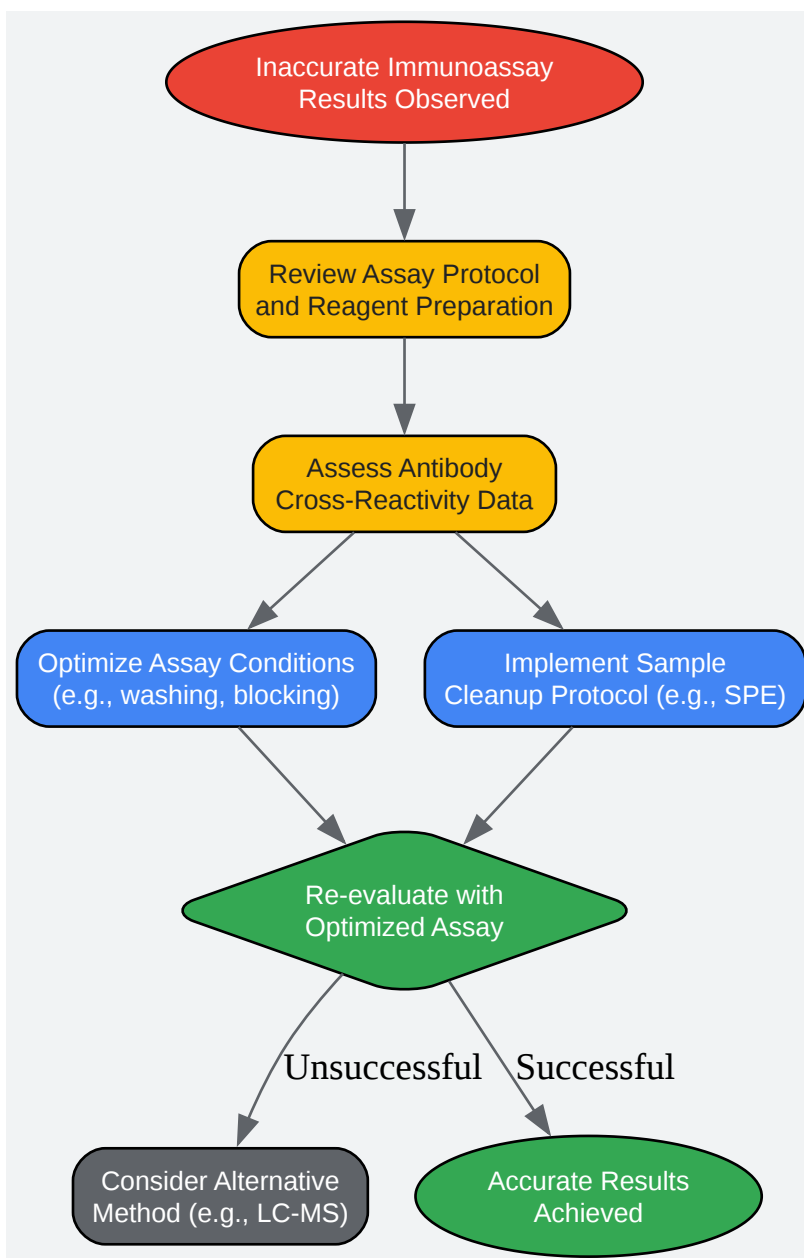 Inaccurate Immunoassay
Results Observed
Review Assay Protocol
and Reagent Preparation
Assess Antibody
Cross-Reactivity Data
Optimize Assay Conditions
(e.g., washing, blocking)
Implement Sample
Cleanup Protocol (e.g., SPE)
Re-evaluate with
Optimized Assay
Unsuccessful
Successful
Consider Alternative
Method (e.g., LC-MS)
Accurate Results
Achieved